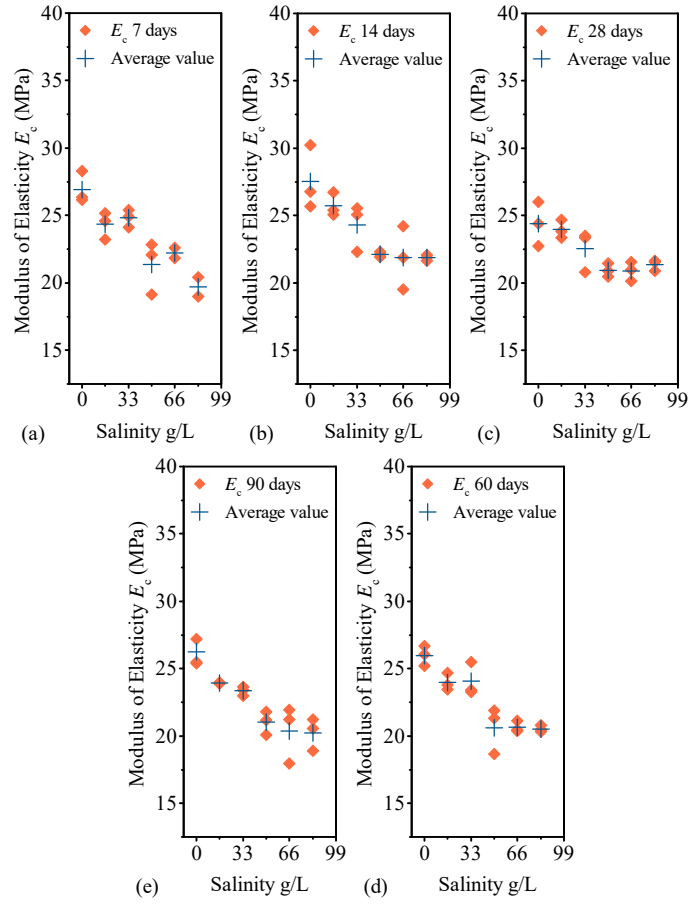 40
35
30
25
20
15
Modulus of Elasticity Ec (MPa)
Ec 7 days
Average value
0 33 66 99
(a) Salinity g/L
40
35
30
25
20
15
Modulus of Elasticity Ec (MPa)
Ec 14 days
Average value
0 33 66 99
(b) Salinity g/L
40
35
30
25
20
15
Modulus of Elasticity Ec (MPa)
Ec 28 days
Average value
0 33 66 99
(c) Salinity g/L
40
35
30
25
20
15
Modulus of Elasticity Ec (MPa)
Ec 90 days
Average value
0 33 66 99
(e) Salinity g/L
40
35
30
25
20
15
Modulus of Elasticity Ec (MPa)
Ec 60 days
Average value
0 33 66 99
(d) Salinity g/L